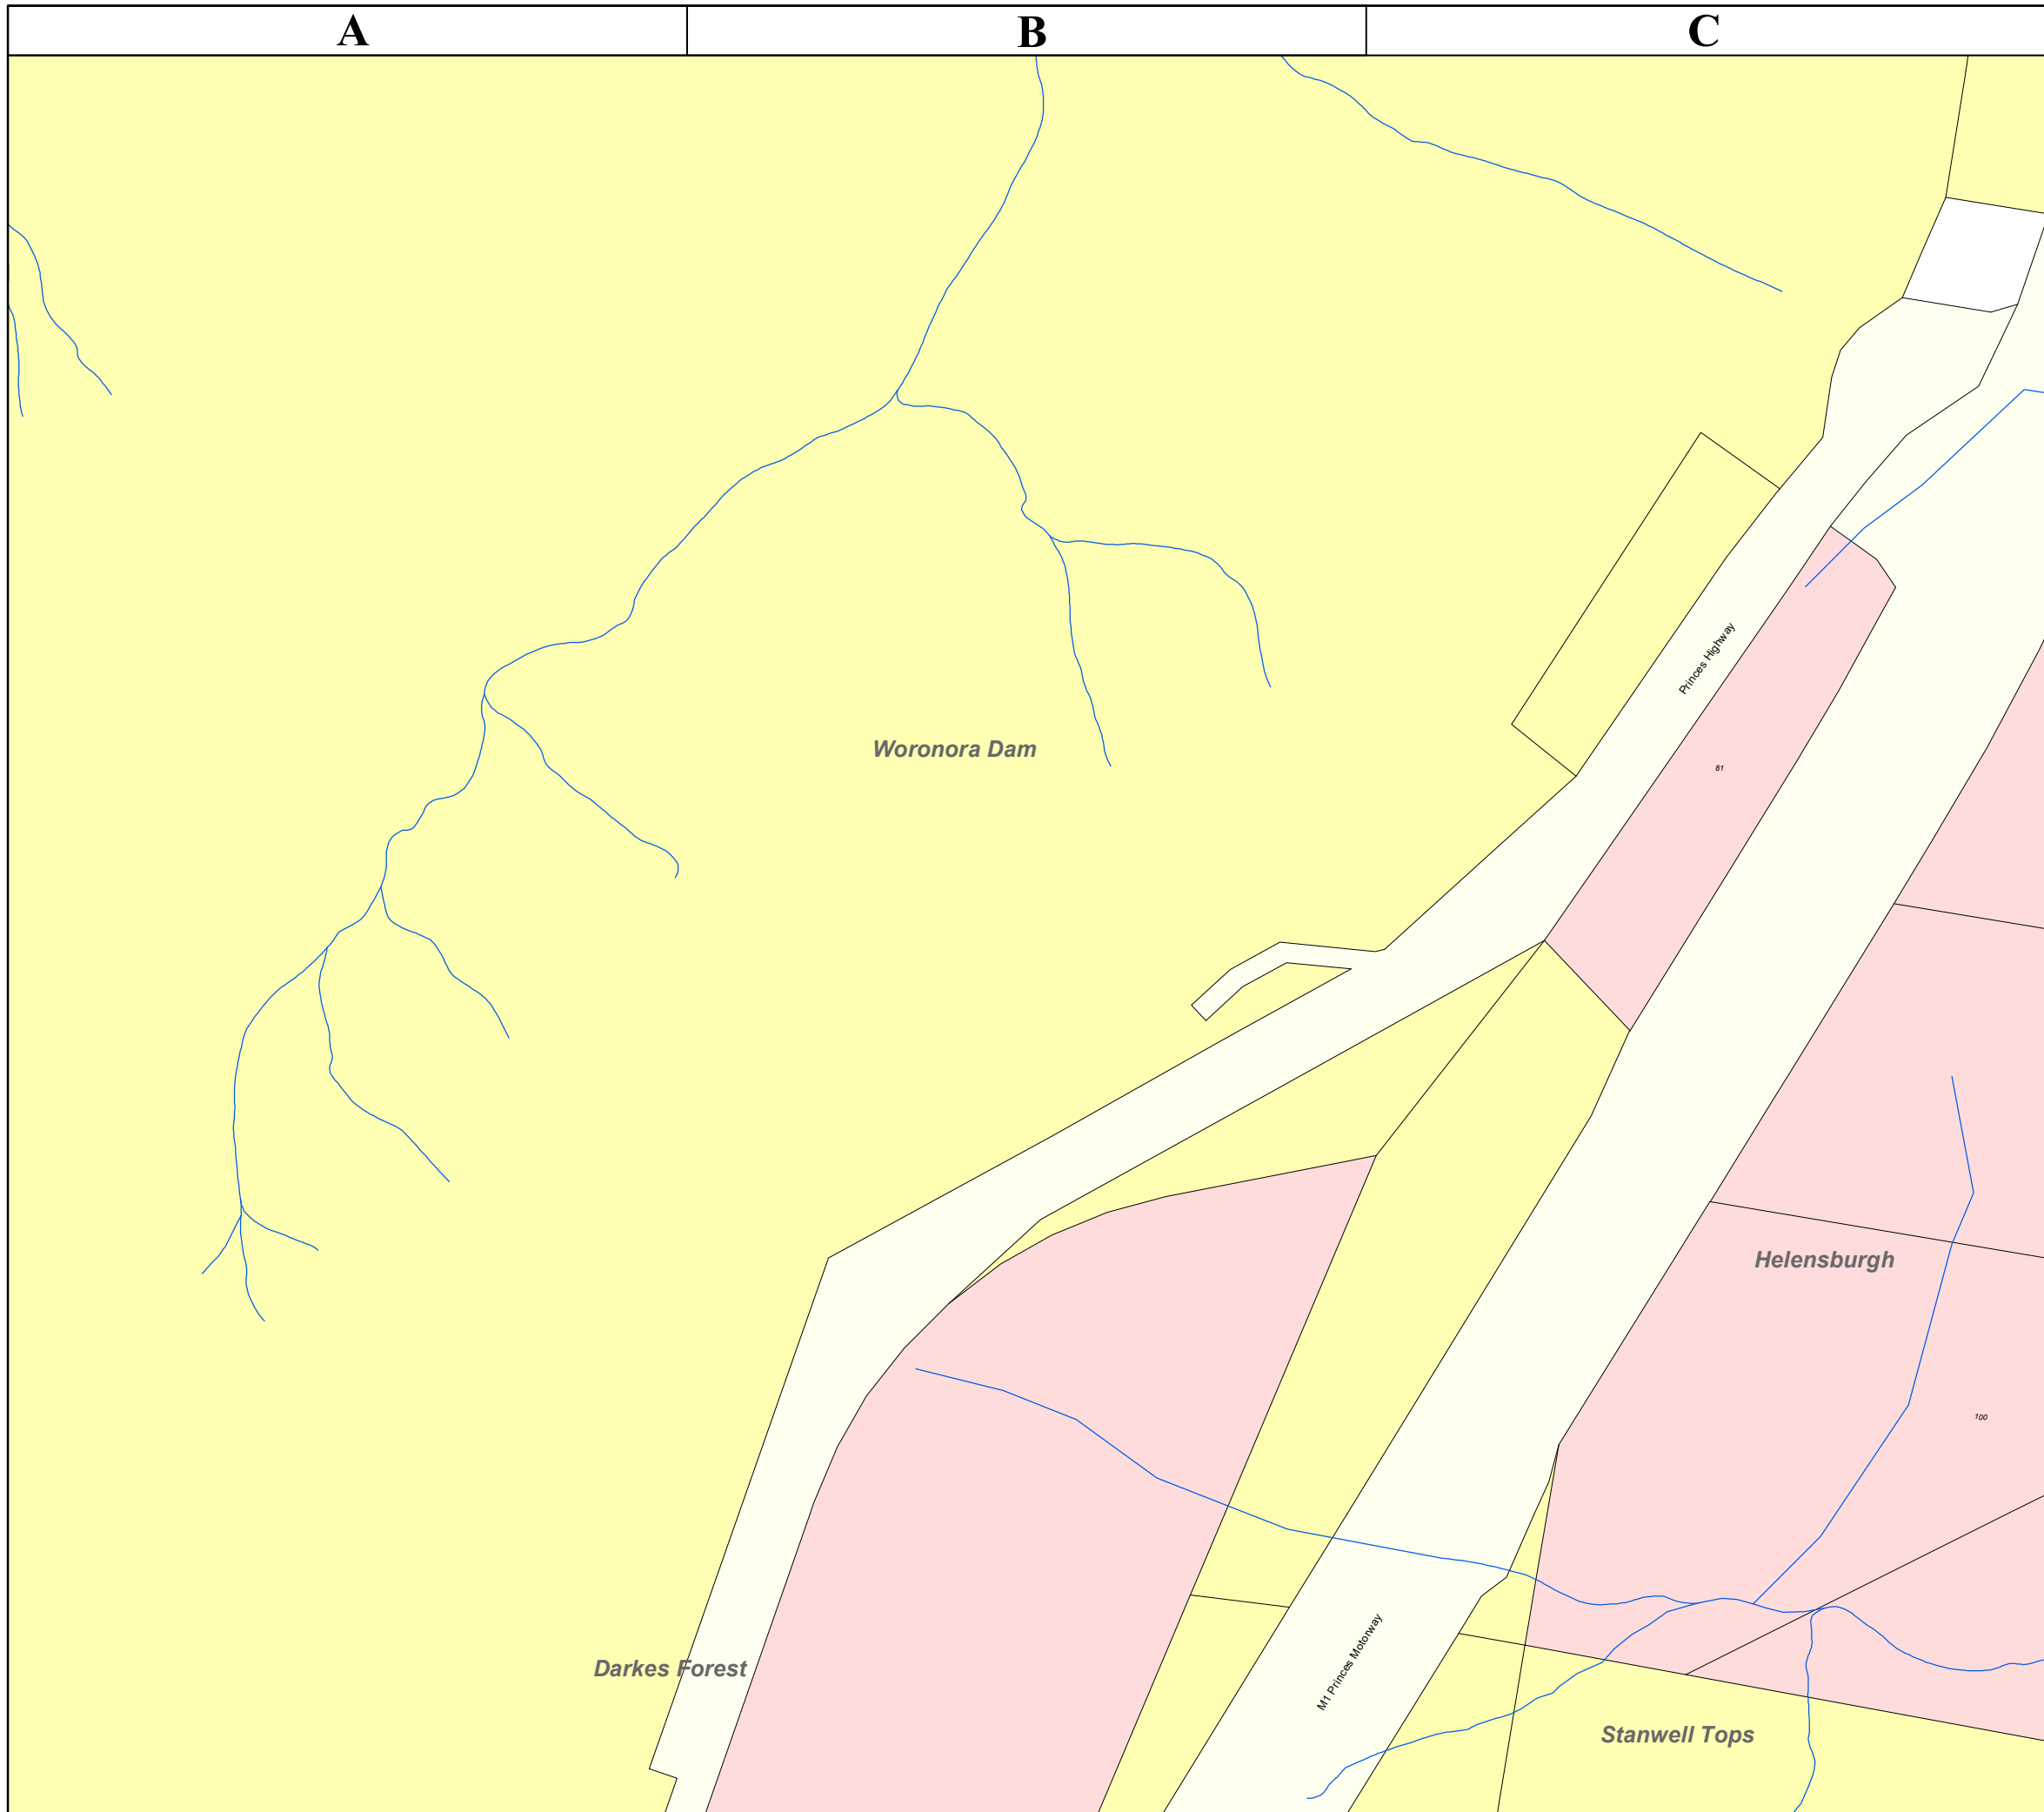 A
B
C
Princes Highway
Woronora Dam
81
Helensburgh
100
M1 Princes Motorway
Darkes Forest
Stanwell Tops